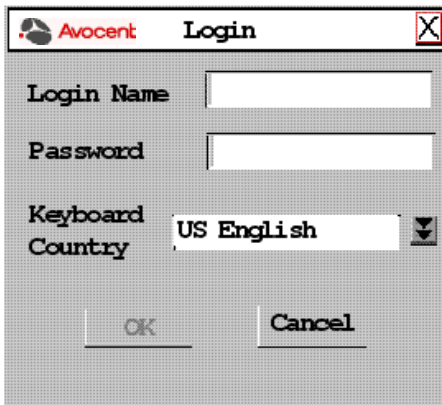 Avocent Login X
Login Name
Password
Keyboard
Country
US English
OK
Cancel